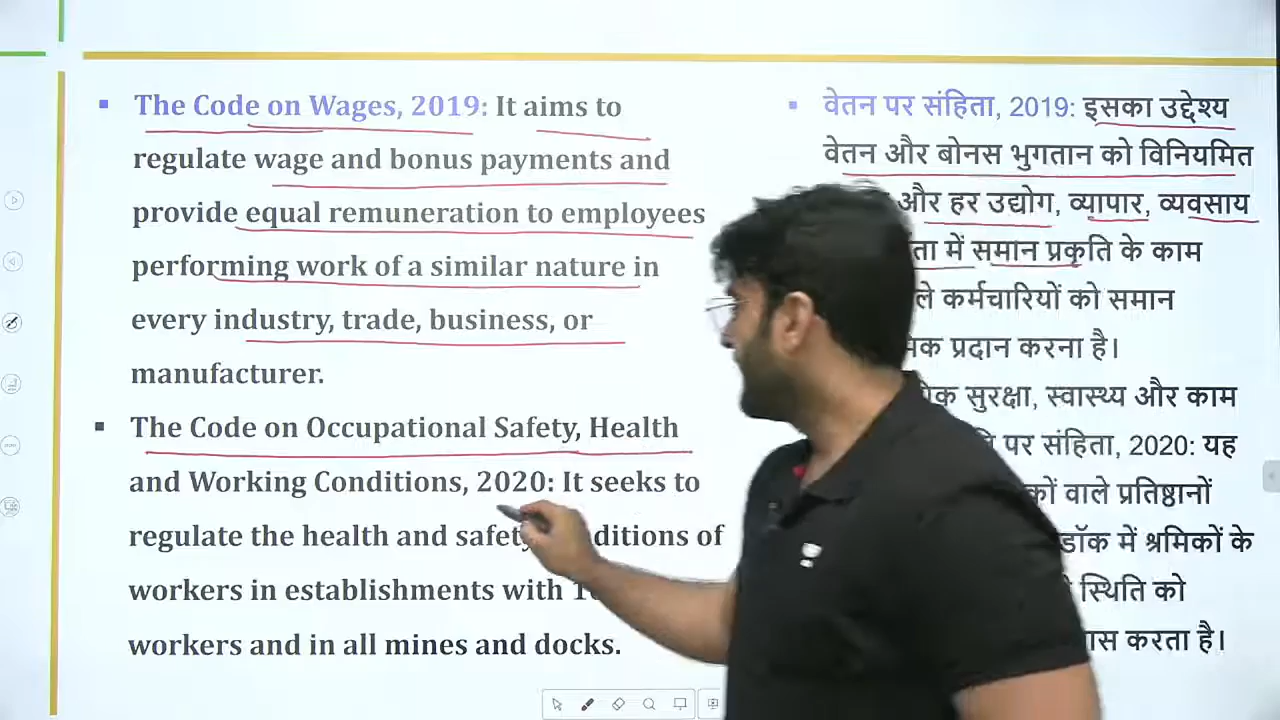 The Code on Wages, 2019: It aims to
regulate wage and bonus payments and
provide equal remuneration to employees
performing work of a similar nature in
every industry, trade, business, or
manufacturer.
The Code on Occupational Safety, Health
and Working Conditions, 2020: It seeks to
regulate the health and safety of
workers in establishments with
workers and in all mines and docks.
वेतन पर संहिता, 2019: इसका उद्देश्य
वेतन और बोनस भुगतान को विनियमित
और हर उद्योग, व्यापार, व्यवसाय
में समान प्रकृति के काम
कर्मचारियों को समान
प्रदान करना है।
सुरक्षा, स्वास्थ्य और काम
पर संहिता, 2020: यह
वाले प्रतिष्ठानों
डॉक में श्रमिकों के
स्थिति को
करता है।